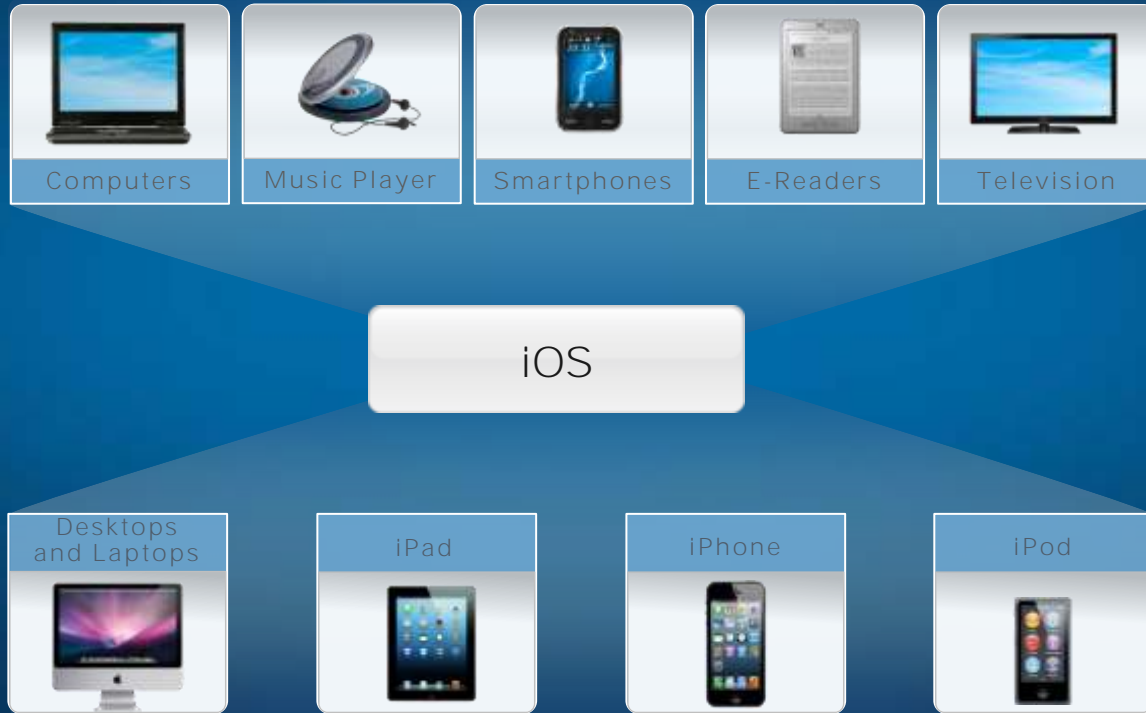 Computers
Music Player
Smartphones
E-Readers
Television
iOS
Desktops
and Laptops
iPad
iPhone
iPod